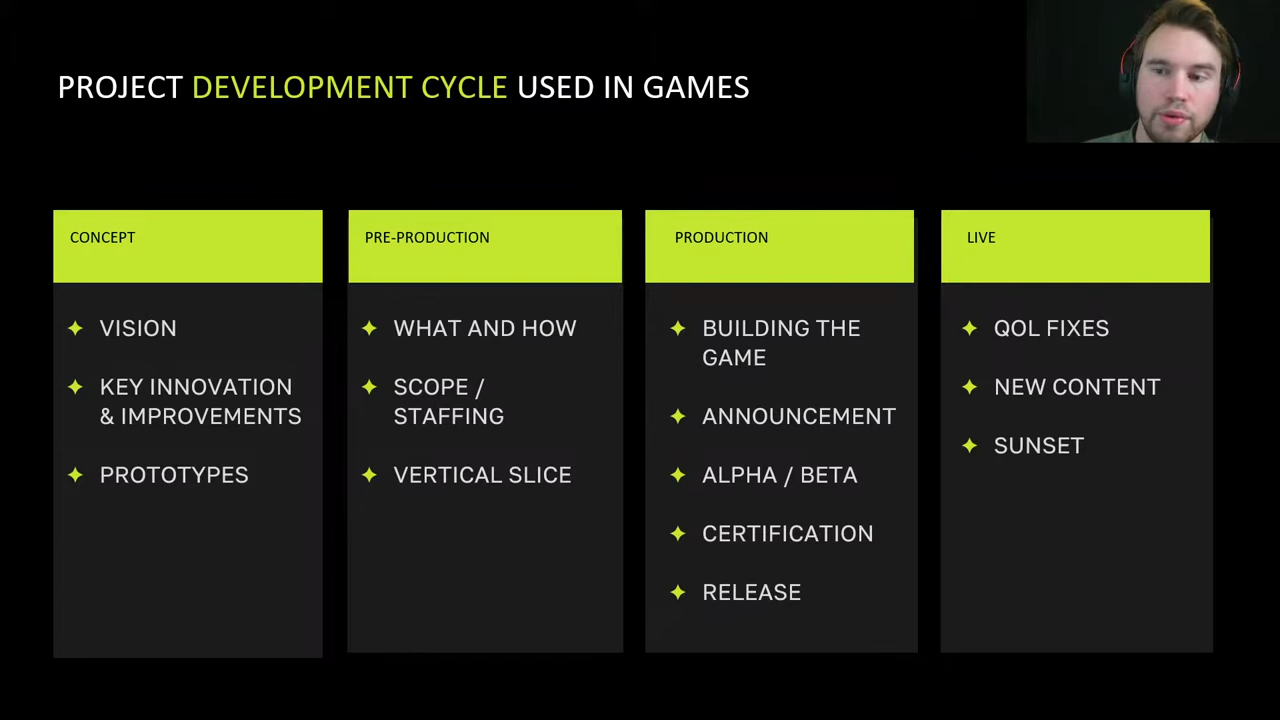 PROJECT DEVELOPMENT CYCLE USED IN GAMES
CONCEPT
VISION
KEY INNOVATION
& IMPROVEMENTS
PROTOTYPES
PRE-PRODUCTION
WHAT AND HOW
SCOPE /
STAFFING
VERTICAL SLICE
PRODUCTION
BUILDING THE
GAME
ANNOUNCEMENT
ALPHA / BETA
CERTIFICATION
RELEASE
LIVE
QOL FIXES
NEW CONTENT
SUNSET